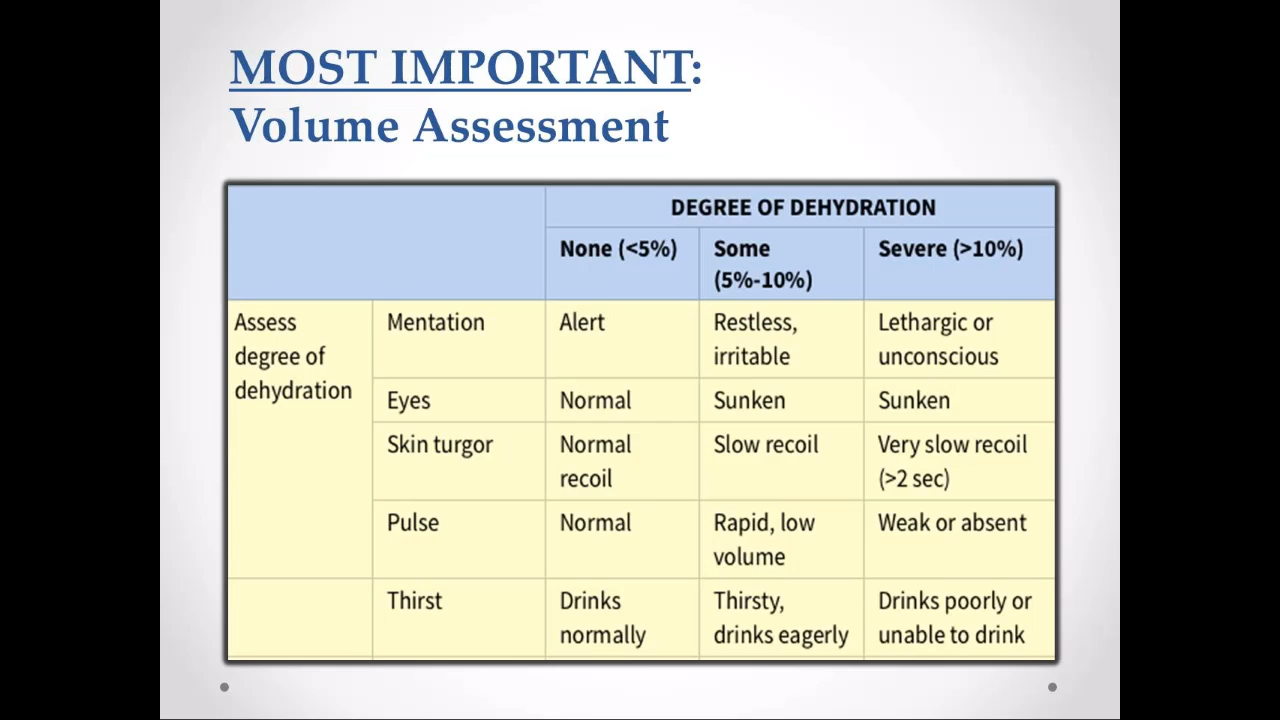 MOST IMPORTANT:
Volume Assessment
DEGREE OF DEHYDRATION
None (<5%)
Some
(5%-10%)
Severe (>10%)
Assess
degree of
dehydration
Mentation
Alert
Restless,
irritable
Lethargic or
unconscious
Eyes
Normal
Sunken
Sunken
Skin turgor
Normal
recoil
Slow recoil
Very slow recoil
(>2 sec)
Pulse
Normal
Rapid, low
volume
Weak or absent
Thirst
Drinks
normally
Thirsty,
drinks eagerly
Drinks poorly or
unable to drink